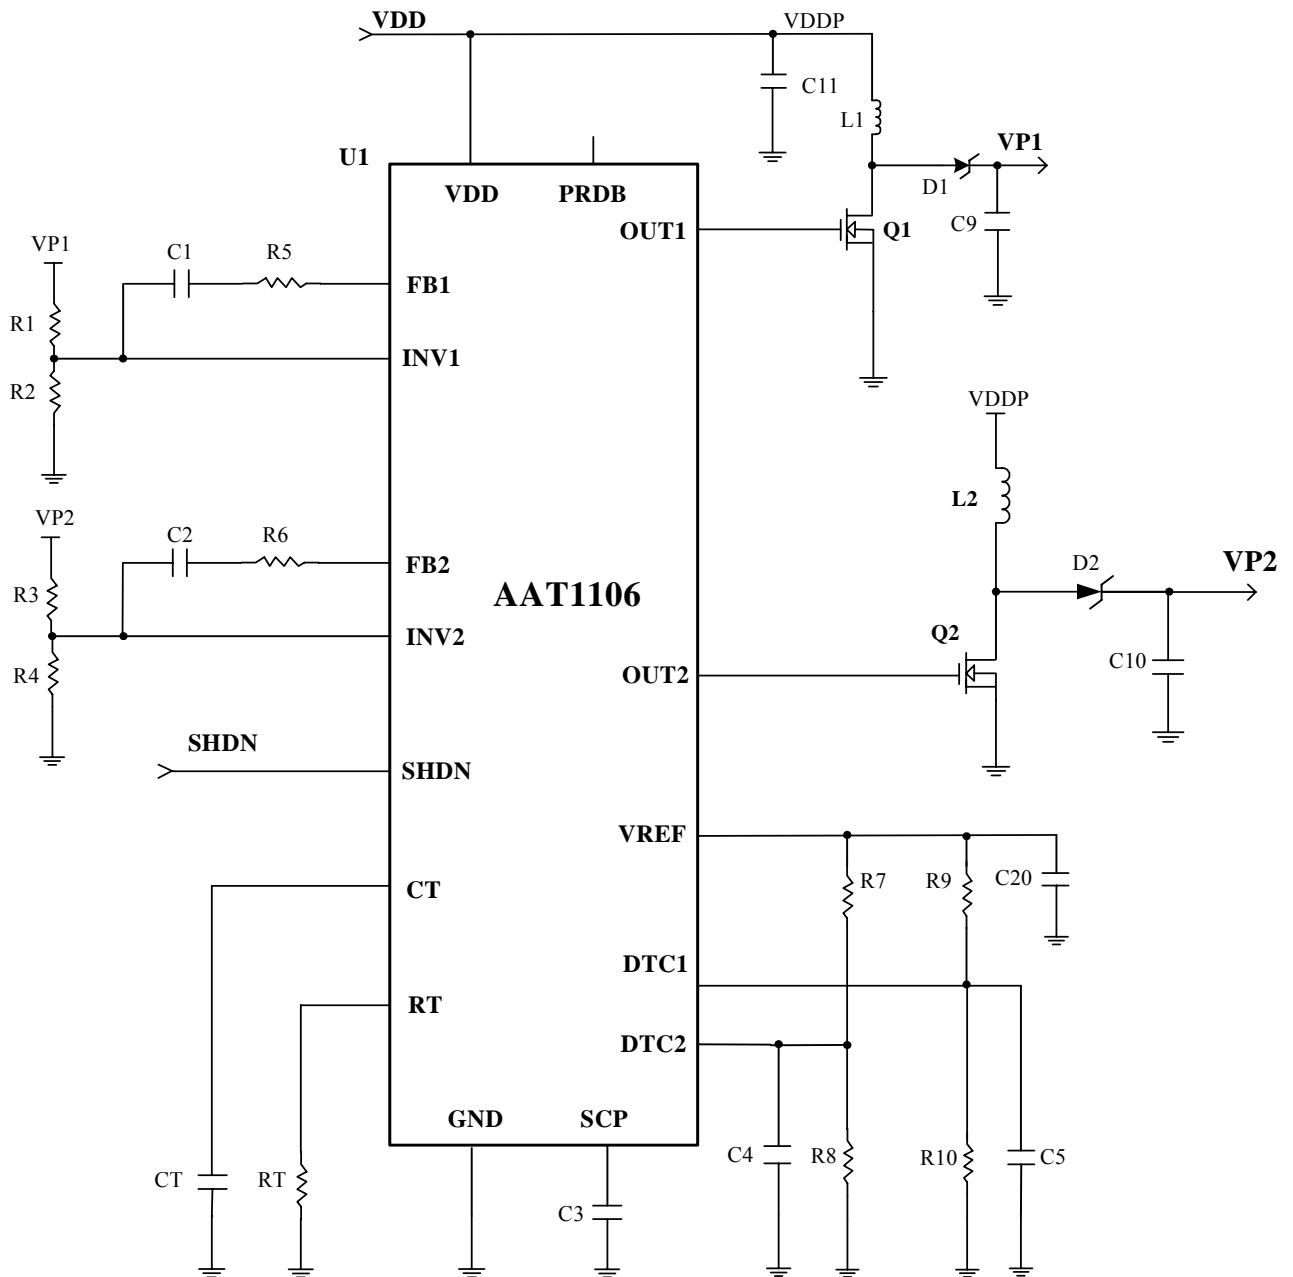 VDD
VDDP
C11
L1
VP1
U1
VDD
PRDB
D1
OUT1
Q1
C9
VP1
C1
R5
FB1
R1
INV1
R2
VDDP
L2
VP2
C2
R6
FB2
D2
VP2
R3
AAT1106
INV2
Q2
R4
OUT2
C10
SHDN
SHDN
VREF
CT
R7
R9
C20
DTC1
RT
DTC2
GND
SCP
C4
R8
R10
C5
CT
RT
C3